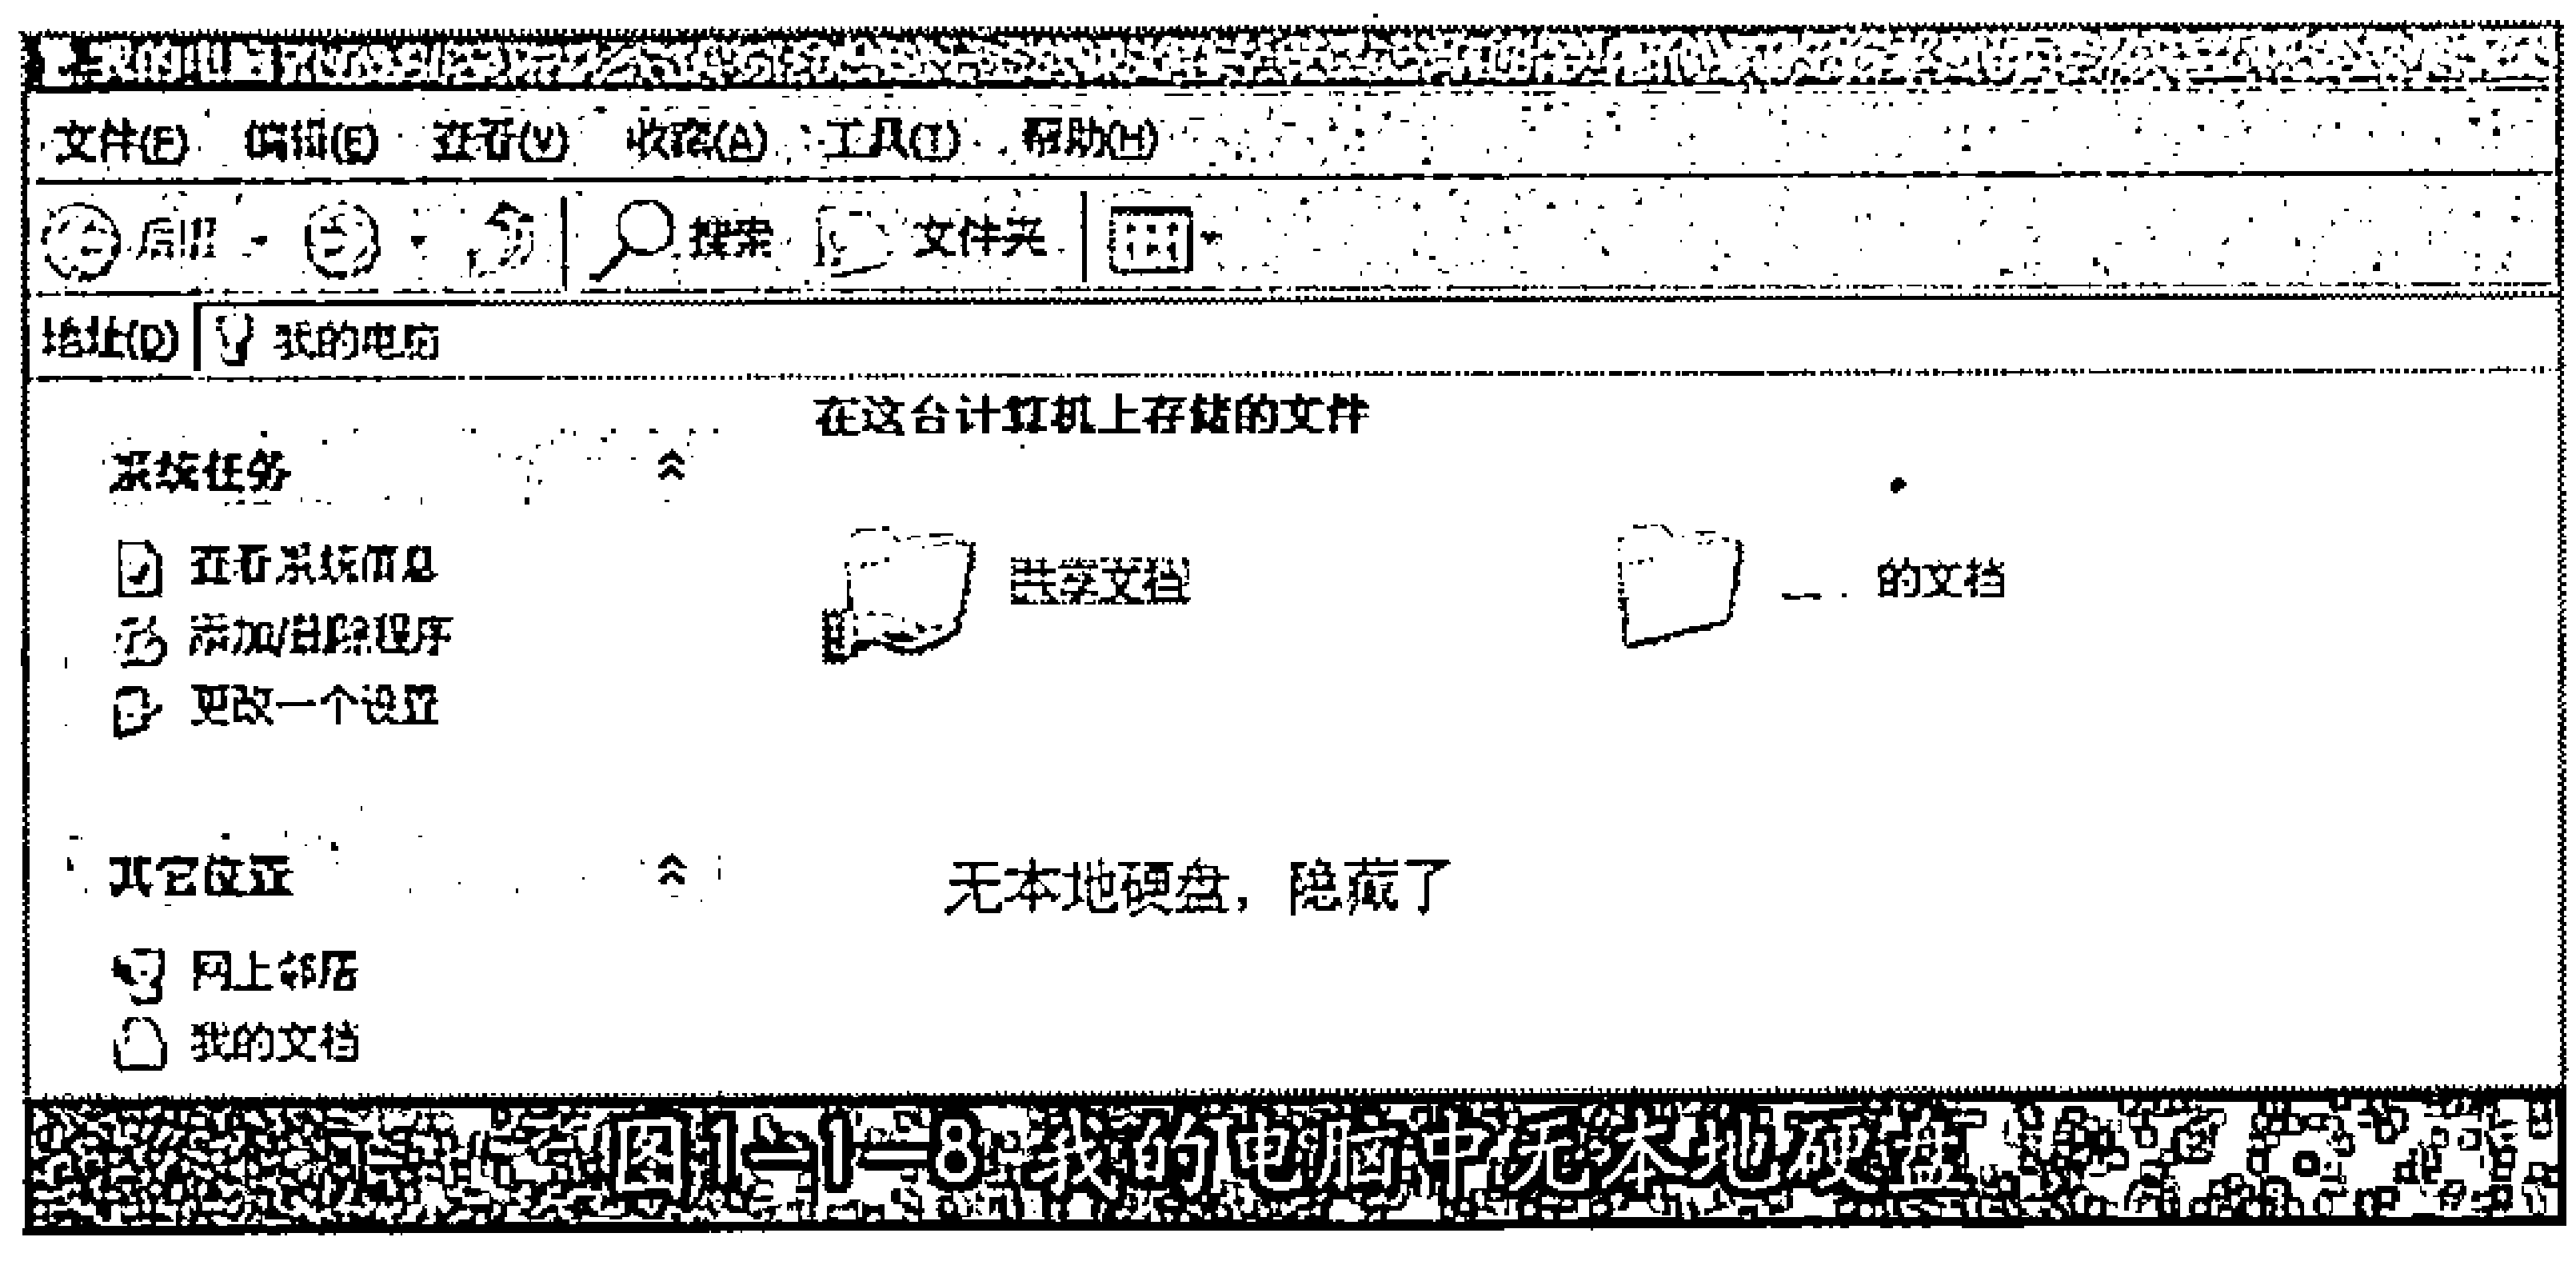 我的电脑
文件(F) 编辑(E) 查看(V) 收藏(A) 工具(T) 帮助(H)
后退 搜索 文件夹
地址(D) 我的电脑
在这台计算机上存储的文件
系统任务
查看系统信息
添加/删除程序
更改一个设置
共享文档
的文档
其它位置
网上邻居
我的文档
无本地硬盘，隐藏了
图1—1—8 我的电脑中无本地硬盘